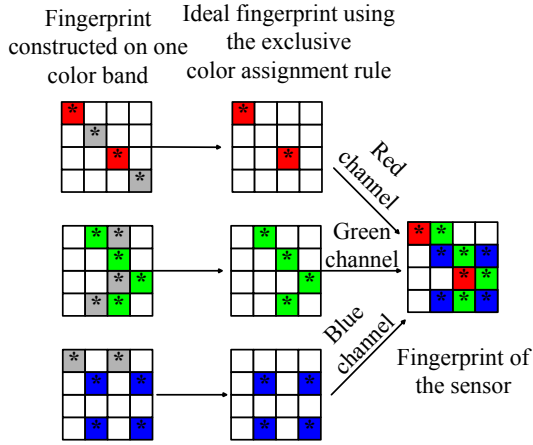 Fingerprint
constructed on one
color band
Ideal fingerprint using
the exclusive
color assignment rule
*
*
*
*
*
*
Red
channel
* *
*
* *
* *
*
*
*
*
Green
channel
* *
* * *
* *
* * *
* *
* *
* *
* *
* *
Blue
channel
Fingerprint of
the sensor